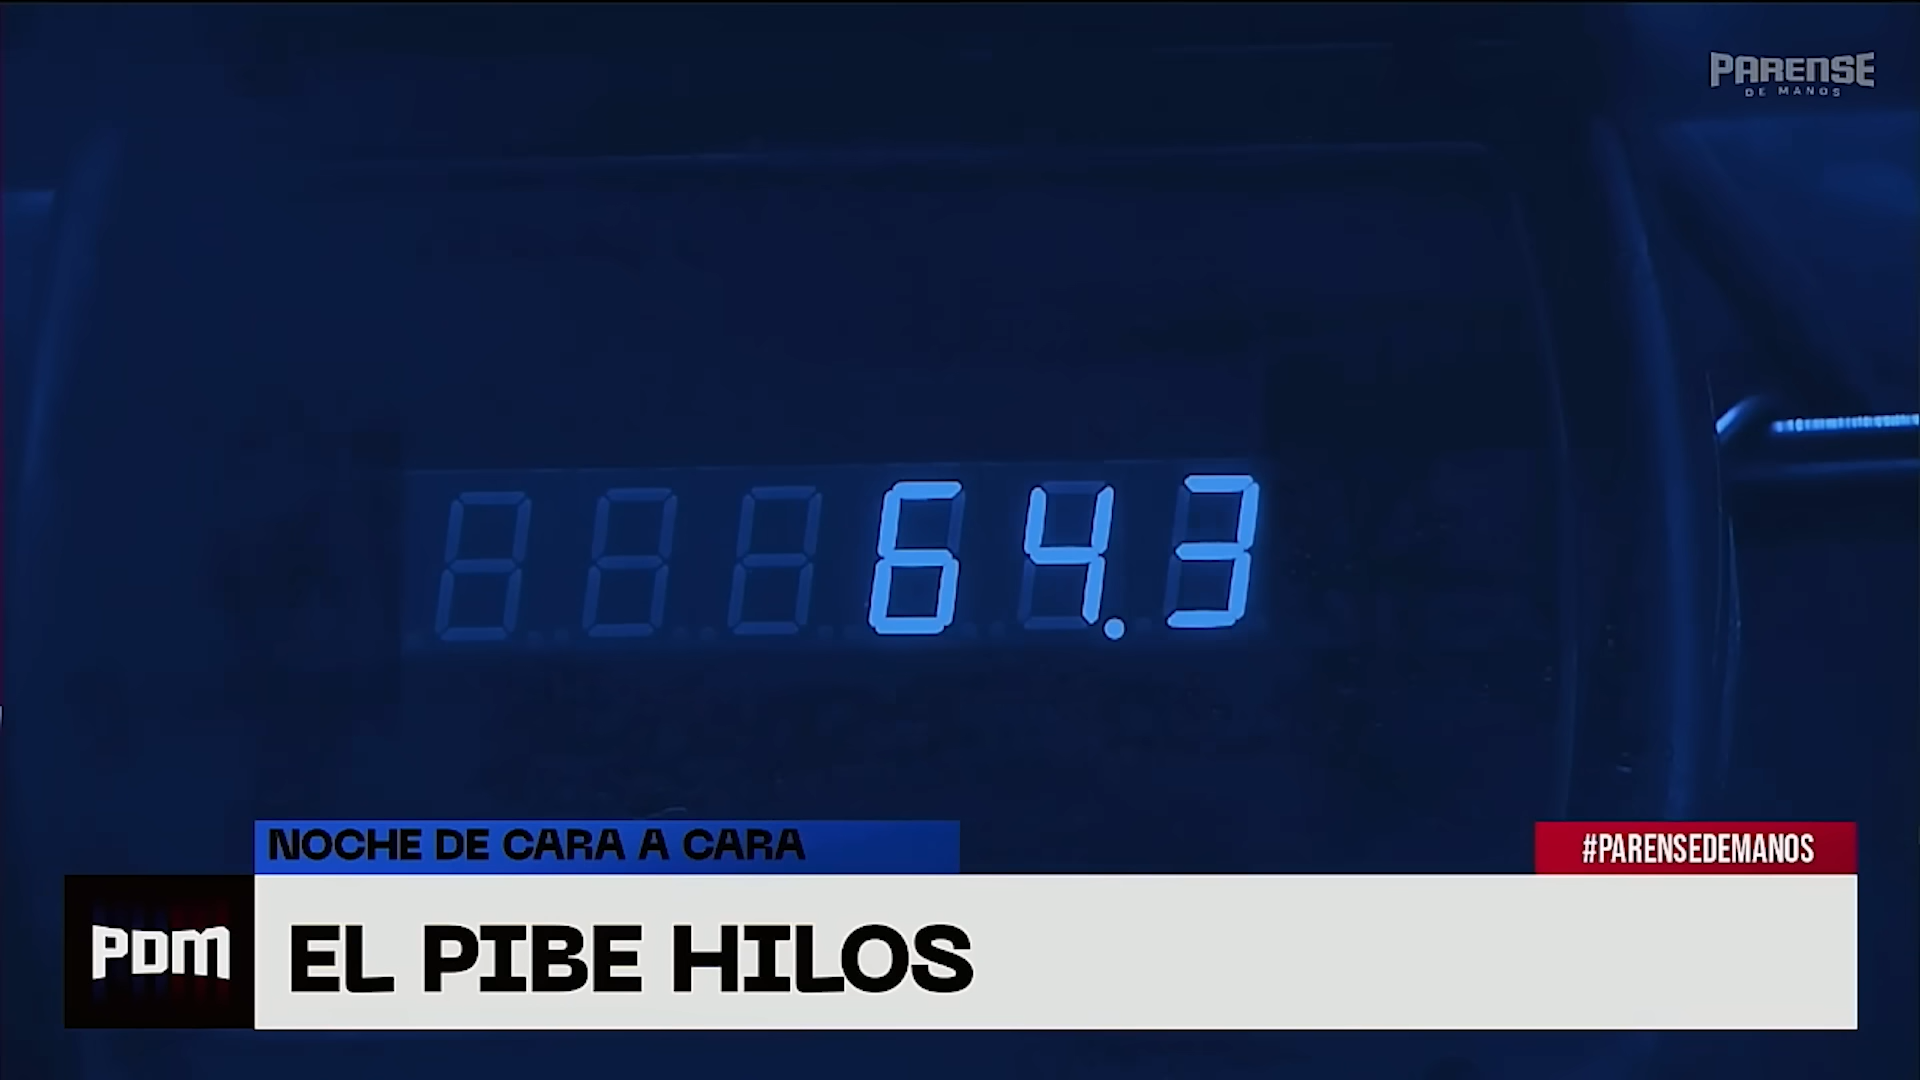 PARENSE
DE MANOS
64.3
NOCHE DE CARA A CARA
#PARENSEDEMANOS
PDM
EL PIBE HILOS